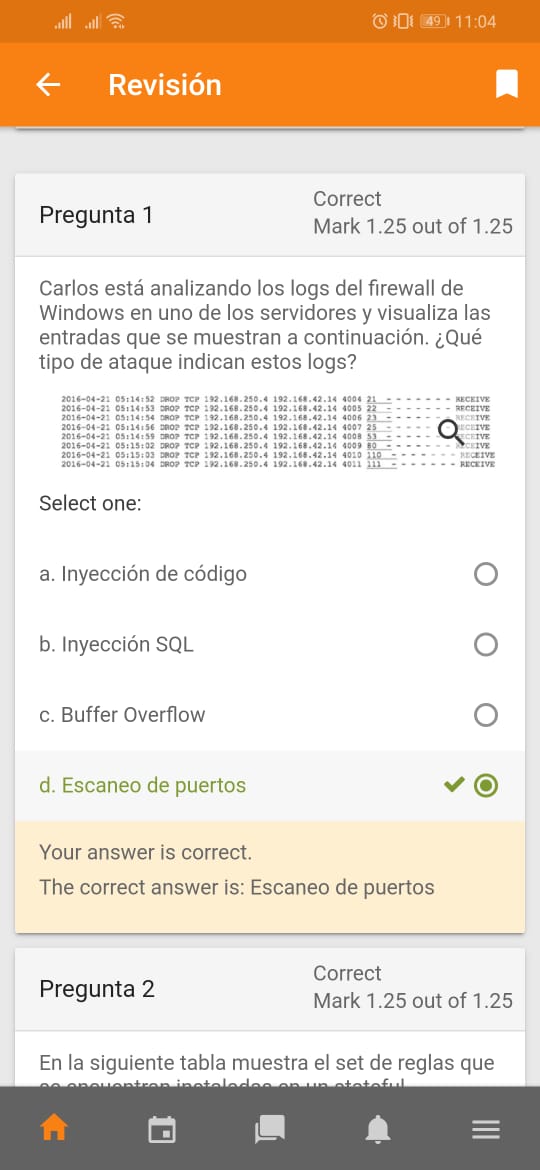 49 11:04
Revisión
Pregunta 1
Correct
Mark 1.25 out of 1.25
Carlos está analizando los logs del firewall de
Windows en uno de los servidores y visualiza las
entradas que se muestran a continuación. ¿Qué
tipo de ataque indican estos logs?
2016-04-21 05:14:52 DROP TCP 192.168.250.4 192.168.42.14 4004 21 - - - - - - - RECEIVE
2016-04-21 05:14:53 DROP TCP 192.168.250.4 192.168.42.14 4005 22 - - - - - - - RECEIVE
2016-04-21 05:14:54 DROP TCP 192.168.250.4 192.168.42.14 4006 23 - - - - - - - RECEIVE
2016-04-21 05:14:56 DROP TCP 192.168.250.4 192.168.42.14 4007 25 - - - - - - -
2016-04-21 05:14:59 DROP TCP 192.168.250.4 192.168.42.14 4008 53 - - - - - - -
2016-04-21 05:15:02 DROP TCP 192.168.250.4 192.168.42.14 4009 80 - - - - - - - RECEIVE
2016-04-21 05:15:03 DROP TCP 192.168.250.4 192.168.42.14 4010 110 - - - - - - - RECEIVE
2016-04-21 05:15:04 DROP TCP 192.168.250.4 192.168.42.14 4011 111 - - - - - - - RECEIVE
Select one:
a. Inyección de código
b. Inyección SQL
c. Buffer Overflow
d. Escaneo de puertos
Your answer is correct.
The correct answer is: Escaneo de puertos
Pregunta 2
Correct
Mark 1.25 out of 1.25
En la siguiente tabla muestra el set de reglas que
se encuentran instaladas en un stateful